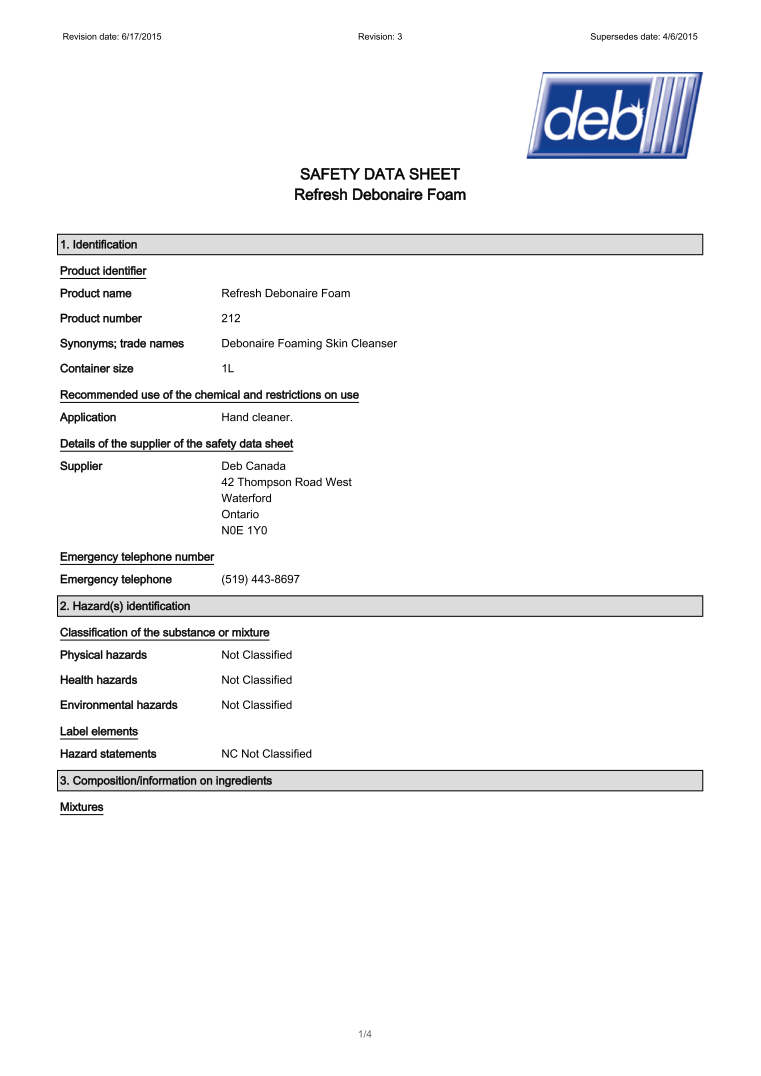 Revision date: 6/17/2015 Revision: 3 Supersedes date: 4/6/2015
deb
SAFETY DATA SHEET
Refresh Debonaire Foam
1. Identification
Product identifier
Product name Refresh Debonaire Foam
Product number 212
Synonyms; trade names Debonaire Foaming Skin Cleanser
Container size 1L
Recommended use of the chemical and restrictions on use
Application Hand cleaner.
Details of the supplier of the safety data sheet
Supplier Deb Canada
42 Thompson Road West
Waterford
Ontario
N0E 1Y0
Emergency telephone number
Emergency telephone (519) 443-8697
2. Hazard(s) identification
Classification of the substance or mixture
Physical hazards Not Classified
Health hazards Not Classified
Environmental hazards Not Classified
Label elements
Hazard statements NC Not Classified
3. Composition/information on ingredients
Mixtures
1/4